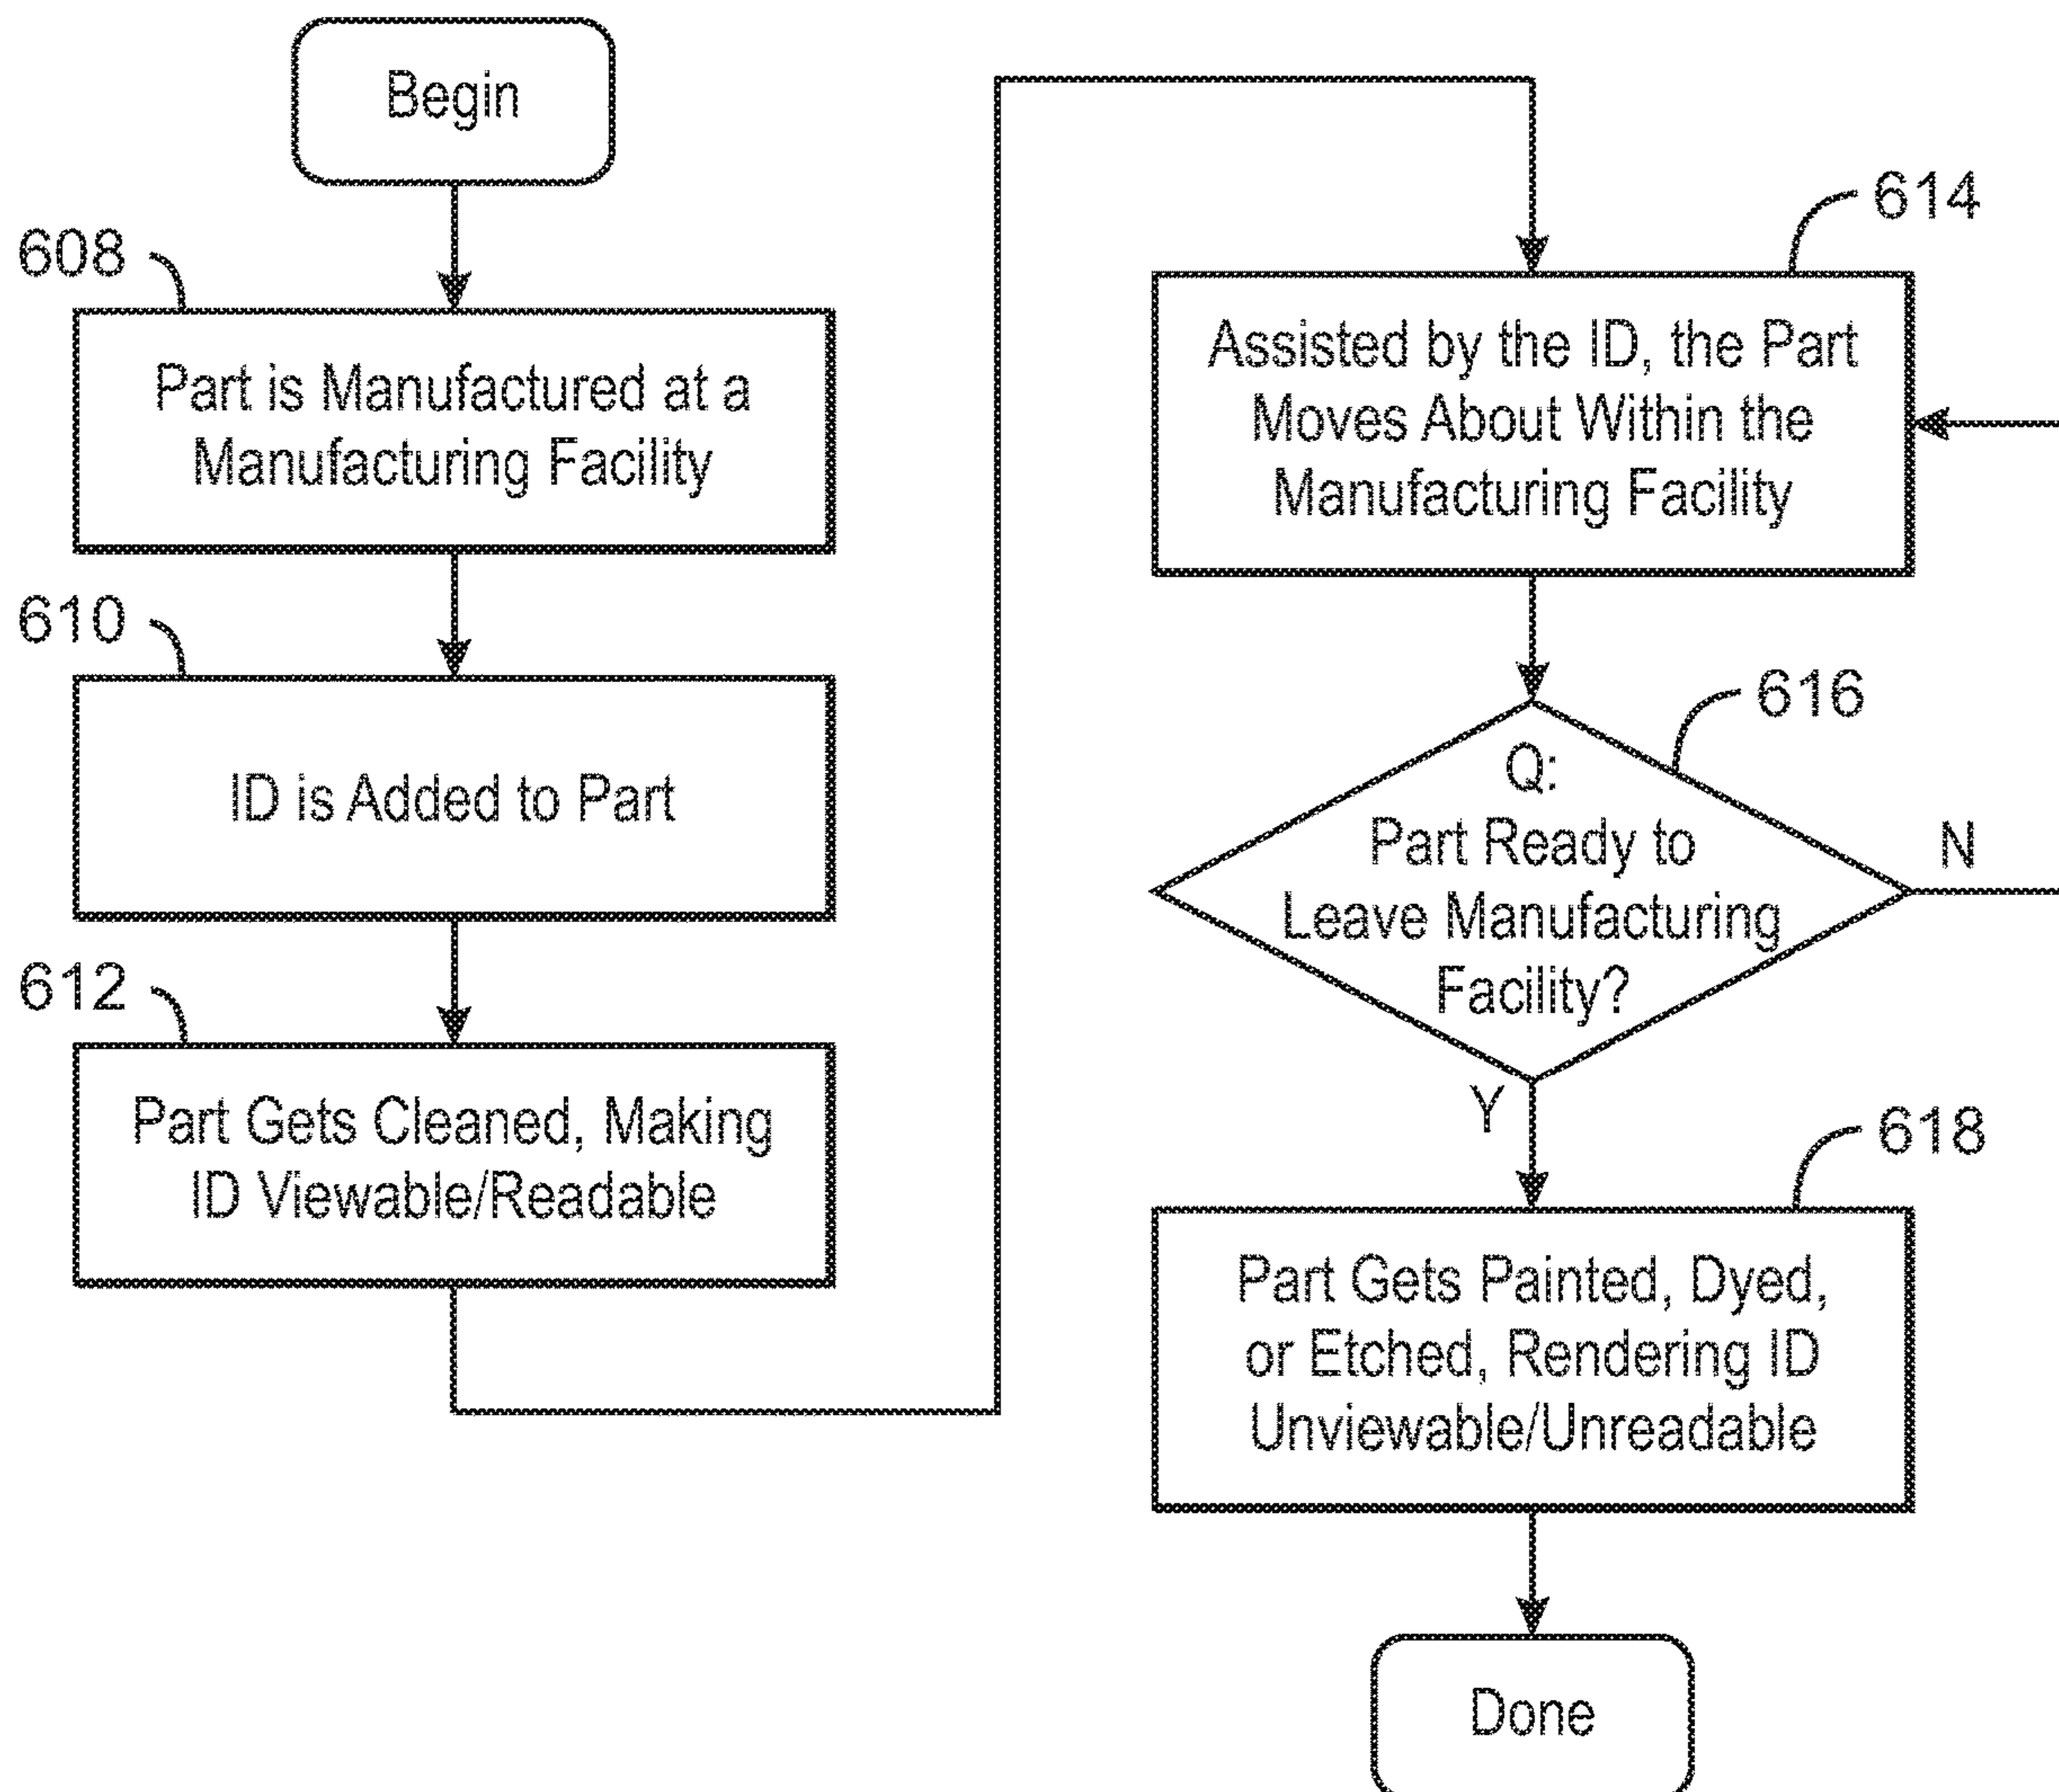 Begin
608
Part is Manufactured at a
Manufacturing Facility
610
ID is Added to Part
612
Part Gets Cleaned, Making
ID Viewable/Readable
614
Assisted by the ID, the Part
Moves About Within the
Manufacturing Facility
616
Q:
Part Ready to
Leave Manufacturing
Facility?
N
Y
618
Part Gets Painted, Dyed,
or Etched, Rendering ID
Unviewable/Unreadable
Done